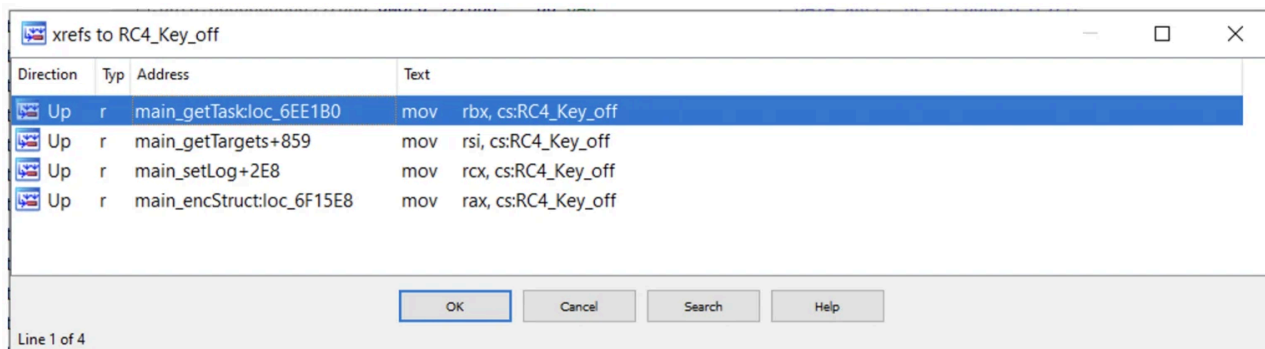 xrefs to RC4_Key_off
Direction Typ Address Text
Up r main_getTask:loc_6EE1B0 mov rbx, cs:RC4_Key_off
Up r main_getTargets+859 mov rsi, cs:RC4_Key_off
Up r main_setLog+2E8 mov rcx, cs:RC4_Key_off
Up r main_encStruct:loc_6F15E8 mov rax, cs:RC4_Key_off
OK Cancel Search Help
Line 1 of 4